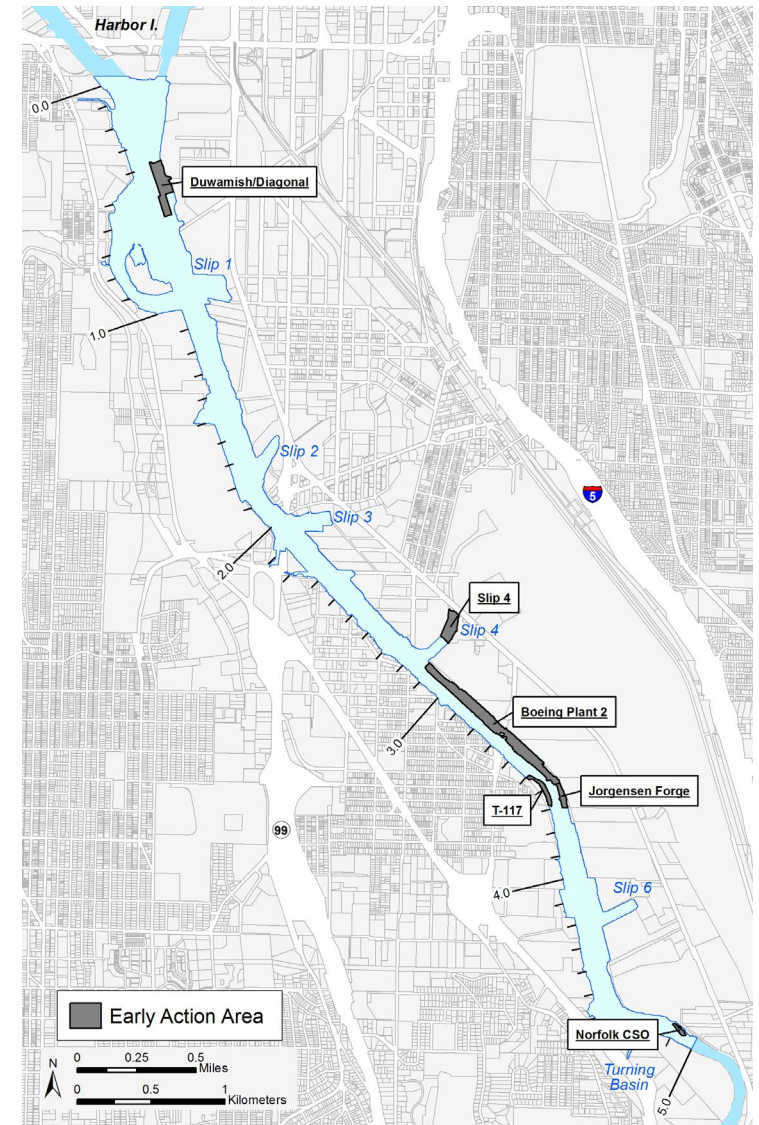 Harbor I.
0.0
Duwamish/Diagonal
Slip 1
1.0
Slip 2
5
Slip 3
2.0
Slip 4
Slip 4
Boeing Plant 2
3.0
Jorgensen Forge
T-117
99
4.0
Slip 6
Early Action Area
Norfolk CSO
Turning
Basin
5.0
N
0 0.25 0.5
Miles
0 0.5 1
Kilometers